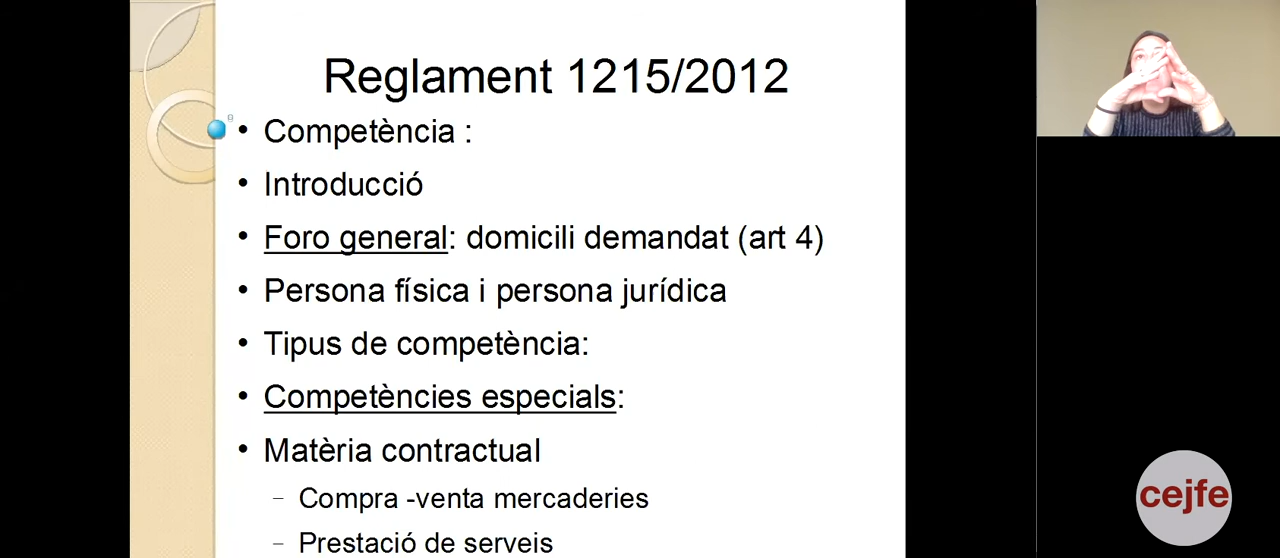 Reglament 1215/2012
• Competència :
• Introducció
• Foro general: domicili demandat (art 4)
• Persona física i persona jurídica
• Tipus de competència:
• Competències especials:
• Matèria contractual
– Compra -venta mercaderies
– Prestació de serveis
cejfe